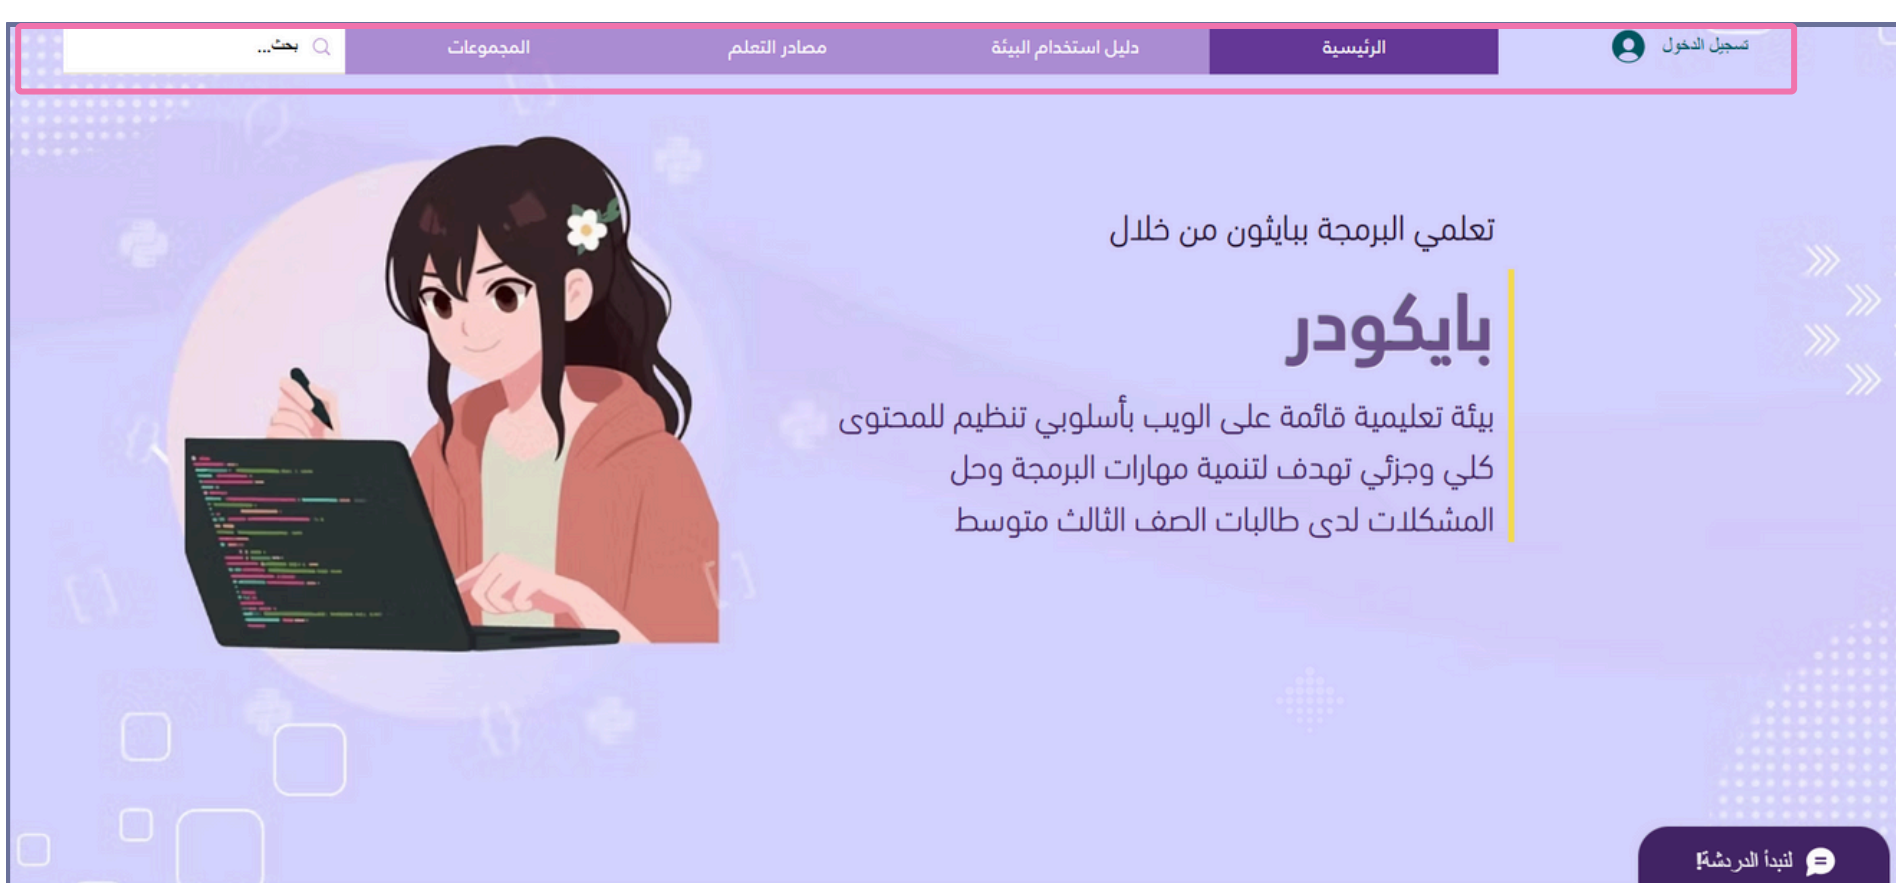 تسجيل الدخول
الرئيسية
دليل استخدام البيئة
مصادر التعلم
المجموعات
بحث...
تعلمي البرمجة ببايثون من خلال
بايكودر
بيئة تعليمية قائمة على الويب بأسلوبي تنظيم للمحتوى
كلي وجزئي تهدف لتنمية مهارات البرمجة وحل
المشكلات لدى طالبات الصف الثالث متوسط
لنبدأ الدردشة!